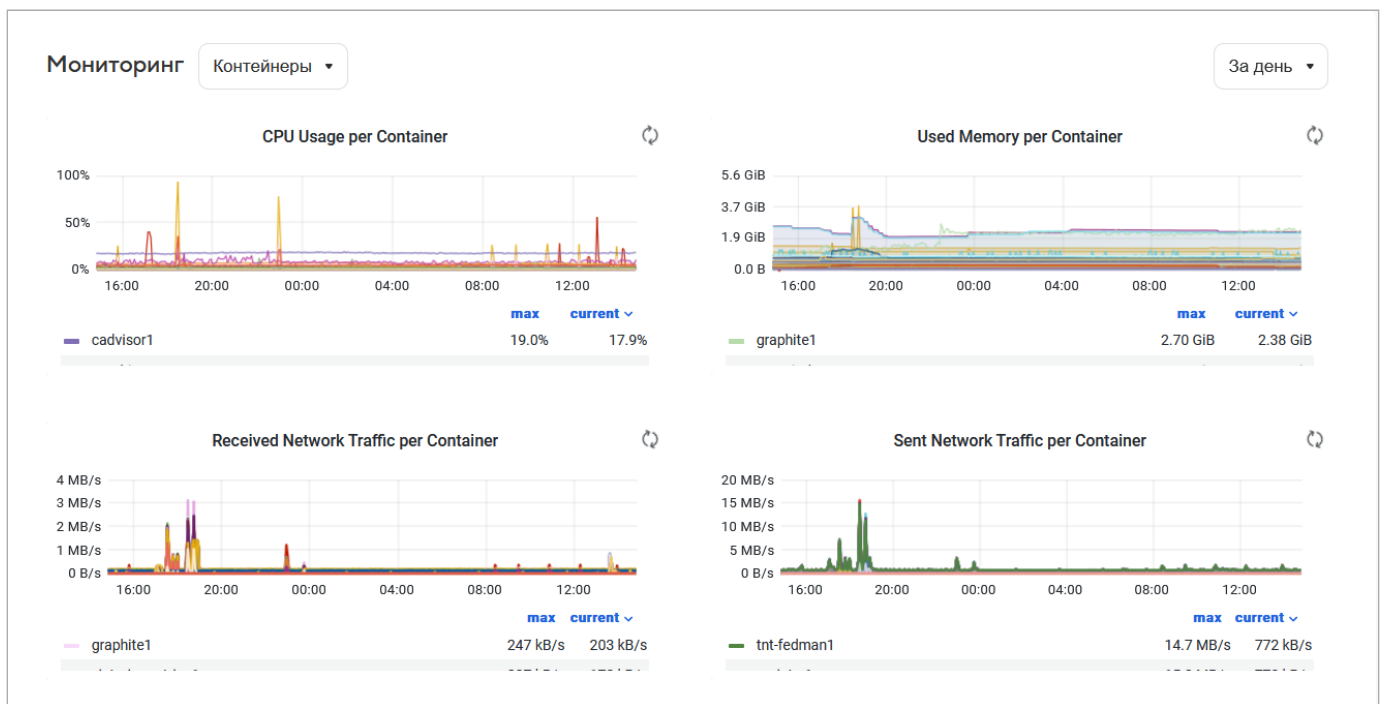 Мониторинг Контейнеры За день
CPU Usage per Container
100%
50%
0%
16:00 20:00 00:00 04:00 08:00 12:00
max current
cadvisor1 19.0% 17.9%
Used Memory per Container
5.6 GiB
3.7 GiB
1.9 GiB
0.0 B
16:00 20:00 00:00 04:00 08:00 12:00
max current
graphite1 2.70 GiB 2.38 GiB
Received Network Traffic per Container
4 MB/s
3 MB/s
2 MB/s
1 MB/s
0 B/s
16:00 20:00 00:00 04:00 08:00 12:00
max current
graphite1 247 kB/s 203 kB/s
Sent Network Traffic per Container
20 MB/s
15 MB/s
10 MB/s
5 MB/s
0 B/s
16:00 20:00 00:00 04:00 08:00 12:00
max current
tnt-fedman1 14.7 MB/s 772 kB/s